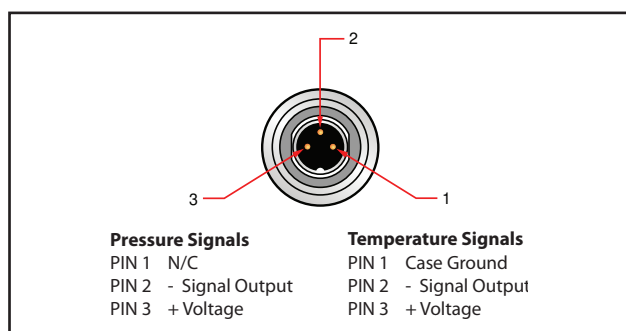 2
3
1
Pressure Signals
PIN 1 N/C
PIN 2 - Signal Output
PIN 3 + Voltage
Temperature Signals
PIN 1 Case Ground
PIN 2 - Signal Output
PIN 3 + Voltage